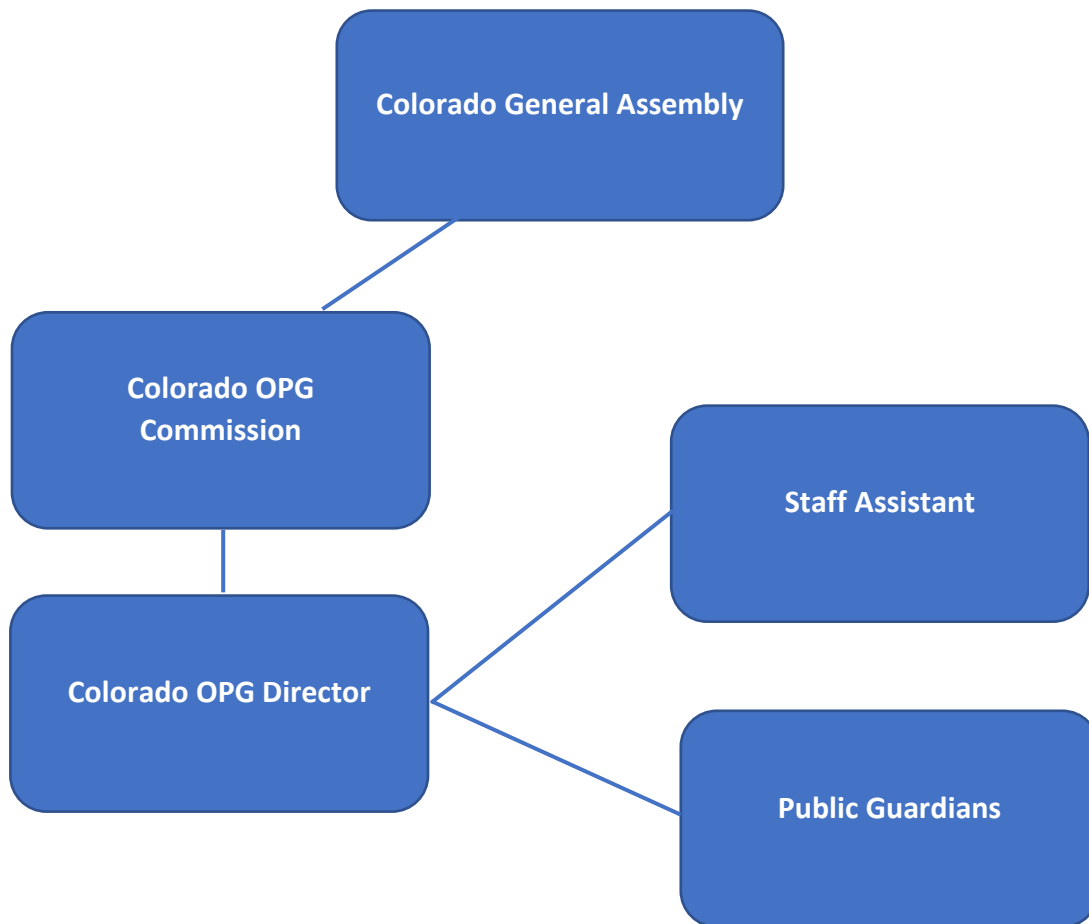 Colorado General Assembly
Colorado OPG
Commission
Staff Assistant
Colorado OPG Director
Public Guardians